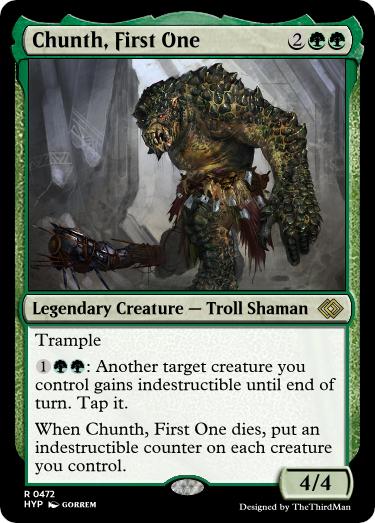 Chunth, First One 2
Legendary Creature — Troll Shaman
Trample
1: Another target creature you
control gains indestructible until end of
turn. Tap it.
When Chunth, First One dies, put an
indestructible counter on each creature
you control.
4/4
R 0472
HYP GORREM
Designed by TheThirdMan